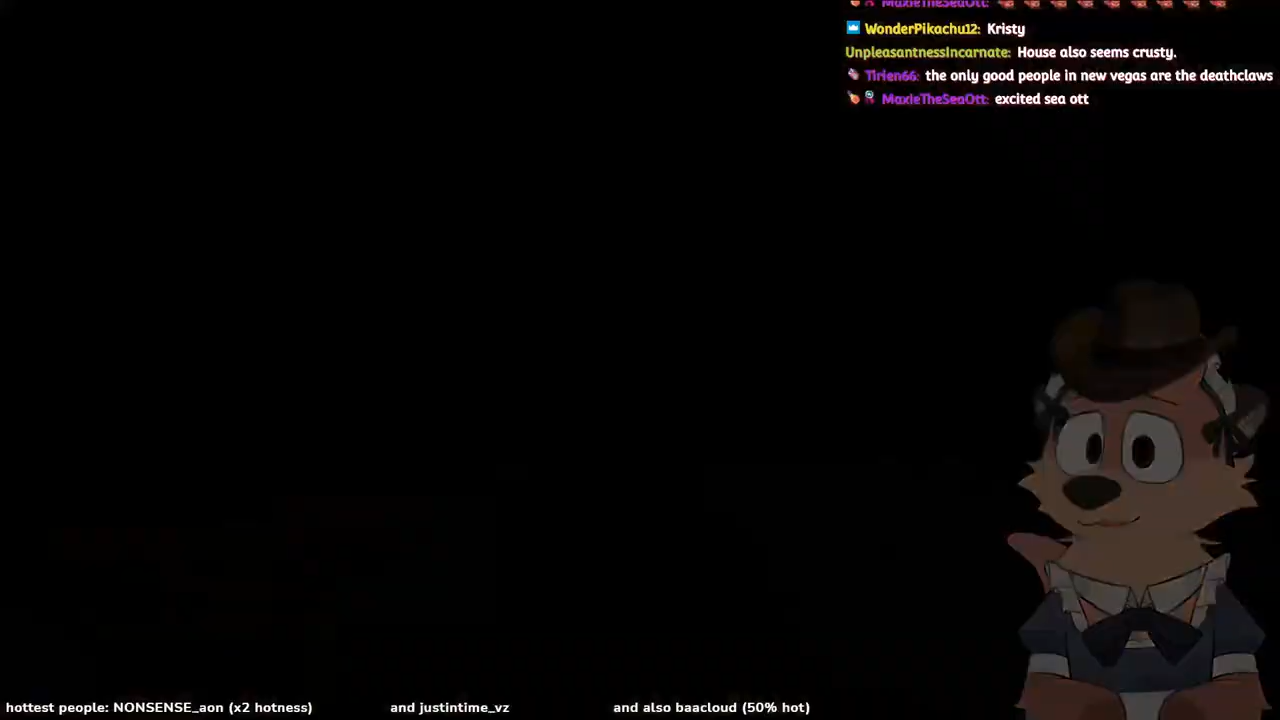 MaxieTheSeaOtt:
WonderPikachu12: Kristy
UnpleasantnessIncarnate: House also seems crusty.
Tirien66: the only good people in new vegas are the deathclaws
MaxieTheSeaOtt: excited sea ott
hottest people: NONSENSE_aon (x2 hotness) and justintime_vz and also baacloud (50% hot)